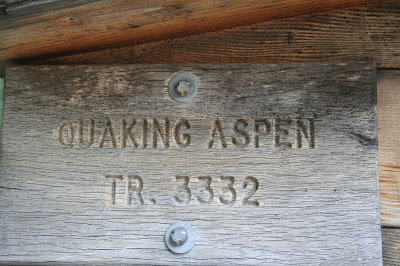 QUAKING ASPEN
TR. 3332